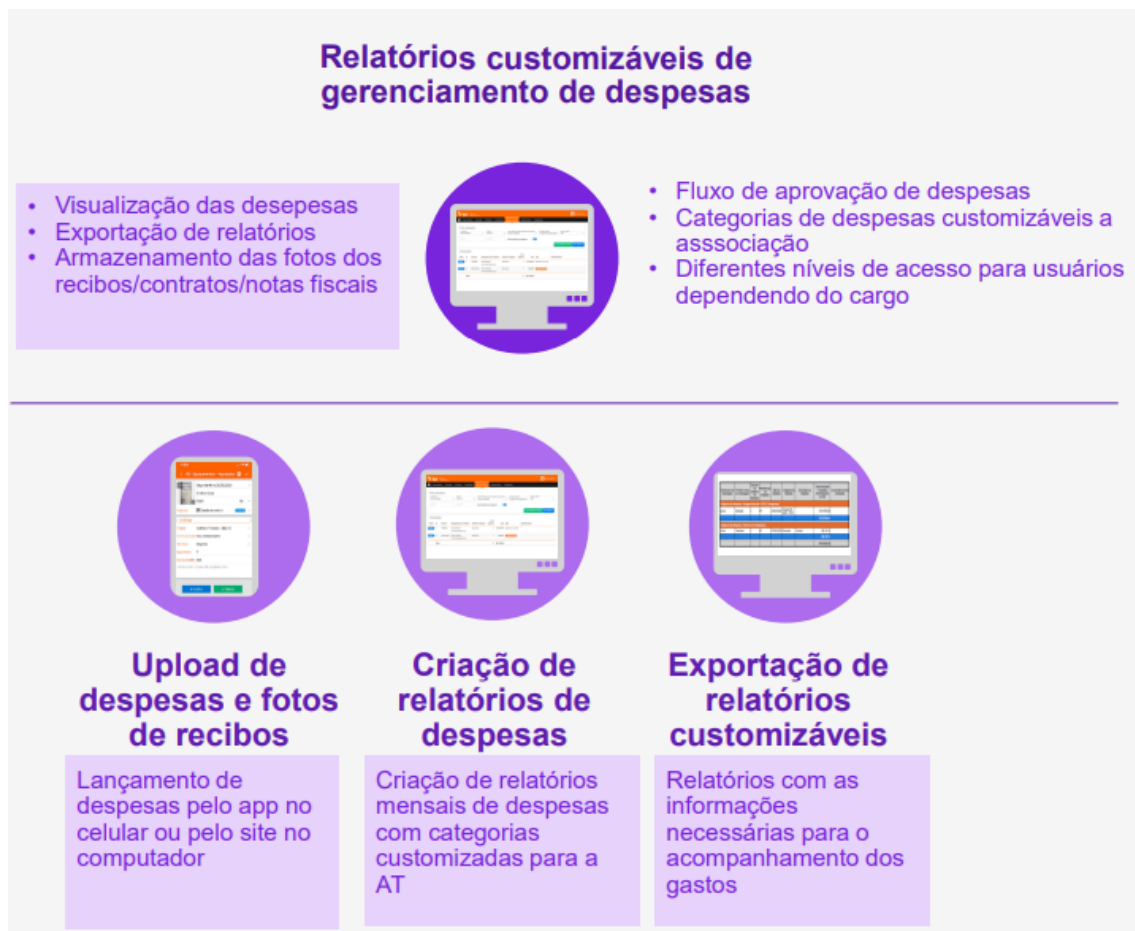 Relatórios customizáveis de
gerenciamento de despesas
• Visualização das desepesas
• Exportação de relatórios
• Armazenamento das fotos dos
recibos/contratos/notas fiscais
• Fluxo de aprovação de despesas
• Categorias de despesas customizáveis a
asssociação
• Diferentes níveis de acesso para usuários
dependendo do cargo
Upload de
despesas e fotos
de recibos
Lançamento de
despesas pelo app no
celular ou pelo site no
computador
Criação de
relatórios de
despesas
Criação de relatórios
mensais de despesas
com categorias
customizadas para a
AT
Exportação de
relatórios
customizáveis
Relatórios com as
informações
necessárias para o
acompanhamento dos
gastos